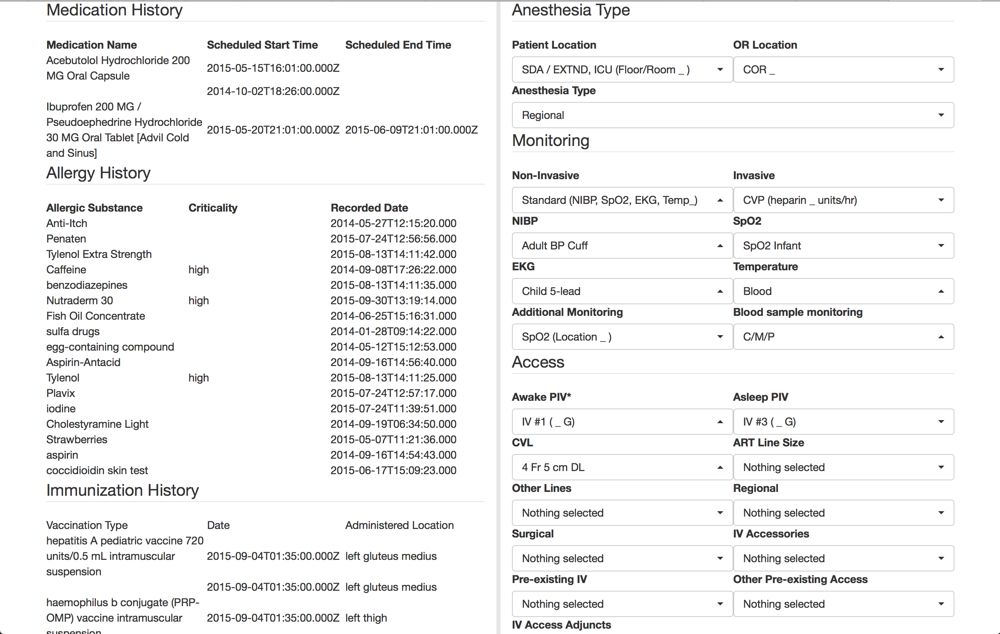 Medication History
Medication Name Scheduled Start Time Scheduled End Time
Acebutolol Hydrochloride 200
MG Oral Capsule
2015-05-15T16:01:00.000Z
2014-10-02T18:26:00.000Z
Ibuprofen 200 MG /
Pseudoephedrine Hydrochloride
30 MG Oral Tablet [Advil Cold
and Sinus]
2015-05-20T21:01:00.000Z 2015-06-09T21:01:00.000Z
Allergy History
Allergic Substance Criticality Recorded Date
Anti-Itch 2014-05-27T12:15:20.000
Penaten 2015-07-24T12:56:56.000
Tylenol Extra Strength 2015-08-13T14:11:42.000
Caffeine high 2014-09-08T17:26:22.000
benzodiazepines 2015-08-13T14:11:35.000
Nutraderm 30 high 2015-09-30T13:19:14.000
Fish Oil Concentrate 2014-06-25T15:16:31.000
sulfa drugs 2014-01-28T09:14:22.000
egg-containing compound 2014-05-12T15:12:53.000
Aspirin-Antacid 2014-09-16T14:56:40.000
Tylenol high 2015-08-13T14:11:25.000
Plavix 2015-07-24T12:57:17.000
iodine 2015-07-24T11:39:51.000
Cholestyramine Light 2014-09-19T06:34:50.000
Strawberries 2015-05-07T11:21:36.000
aspirin 2014-09-16T14:54:43.000
coccidioidin skin test 2015-06-17T15:09:23.000
Immunization History
Vaccination Type Date Administered Location
hepatitis A pediatric vaccine 720
units/0.5 mL intramuscular
suspension
2015-09-04T01:35:00.000Z left gluteus medius
2015-09-04T01:35:00.000Z left gluteus medius
haemophilus b conjugate (PRP-
OMP) vaccine intramuscular
suspension
2015-09-04T01:35:00.000Z left thigh
Anesthesia Type
Patient Location OR Location
SDA / EXTND, ICU (Floor/Room _ ) COR _
Anesthesia Type
Regional
Monitoring
Non-Invasive Invasive
Standard (NIBP, SpO2, EKG, Temp_) CVP (heparin _ units/hr)
NIBP SpO2
Adult BP Cuff SpO2 Infant
EKG Temperature
Child 5-lead Blood
Additional Monitoring Blood sample monitoring
SpO2 (Location _ ) C/M/P
Access
Awake PIV* Asleep PIV
IV #1 ( _ G) IV #3 ( _ G)
CVL ART Line Size
4 Fr 5 cm DL Nothing selected
Other Lines Regional
Nothing selected Nothing selected
Surgical IV Accessories
Nothing selected Nothing selected
Pre-existing IV Other Pre-existing Access
Nothing selected Nothing selected
IV Access Adjuncts